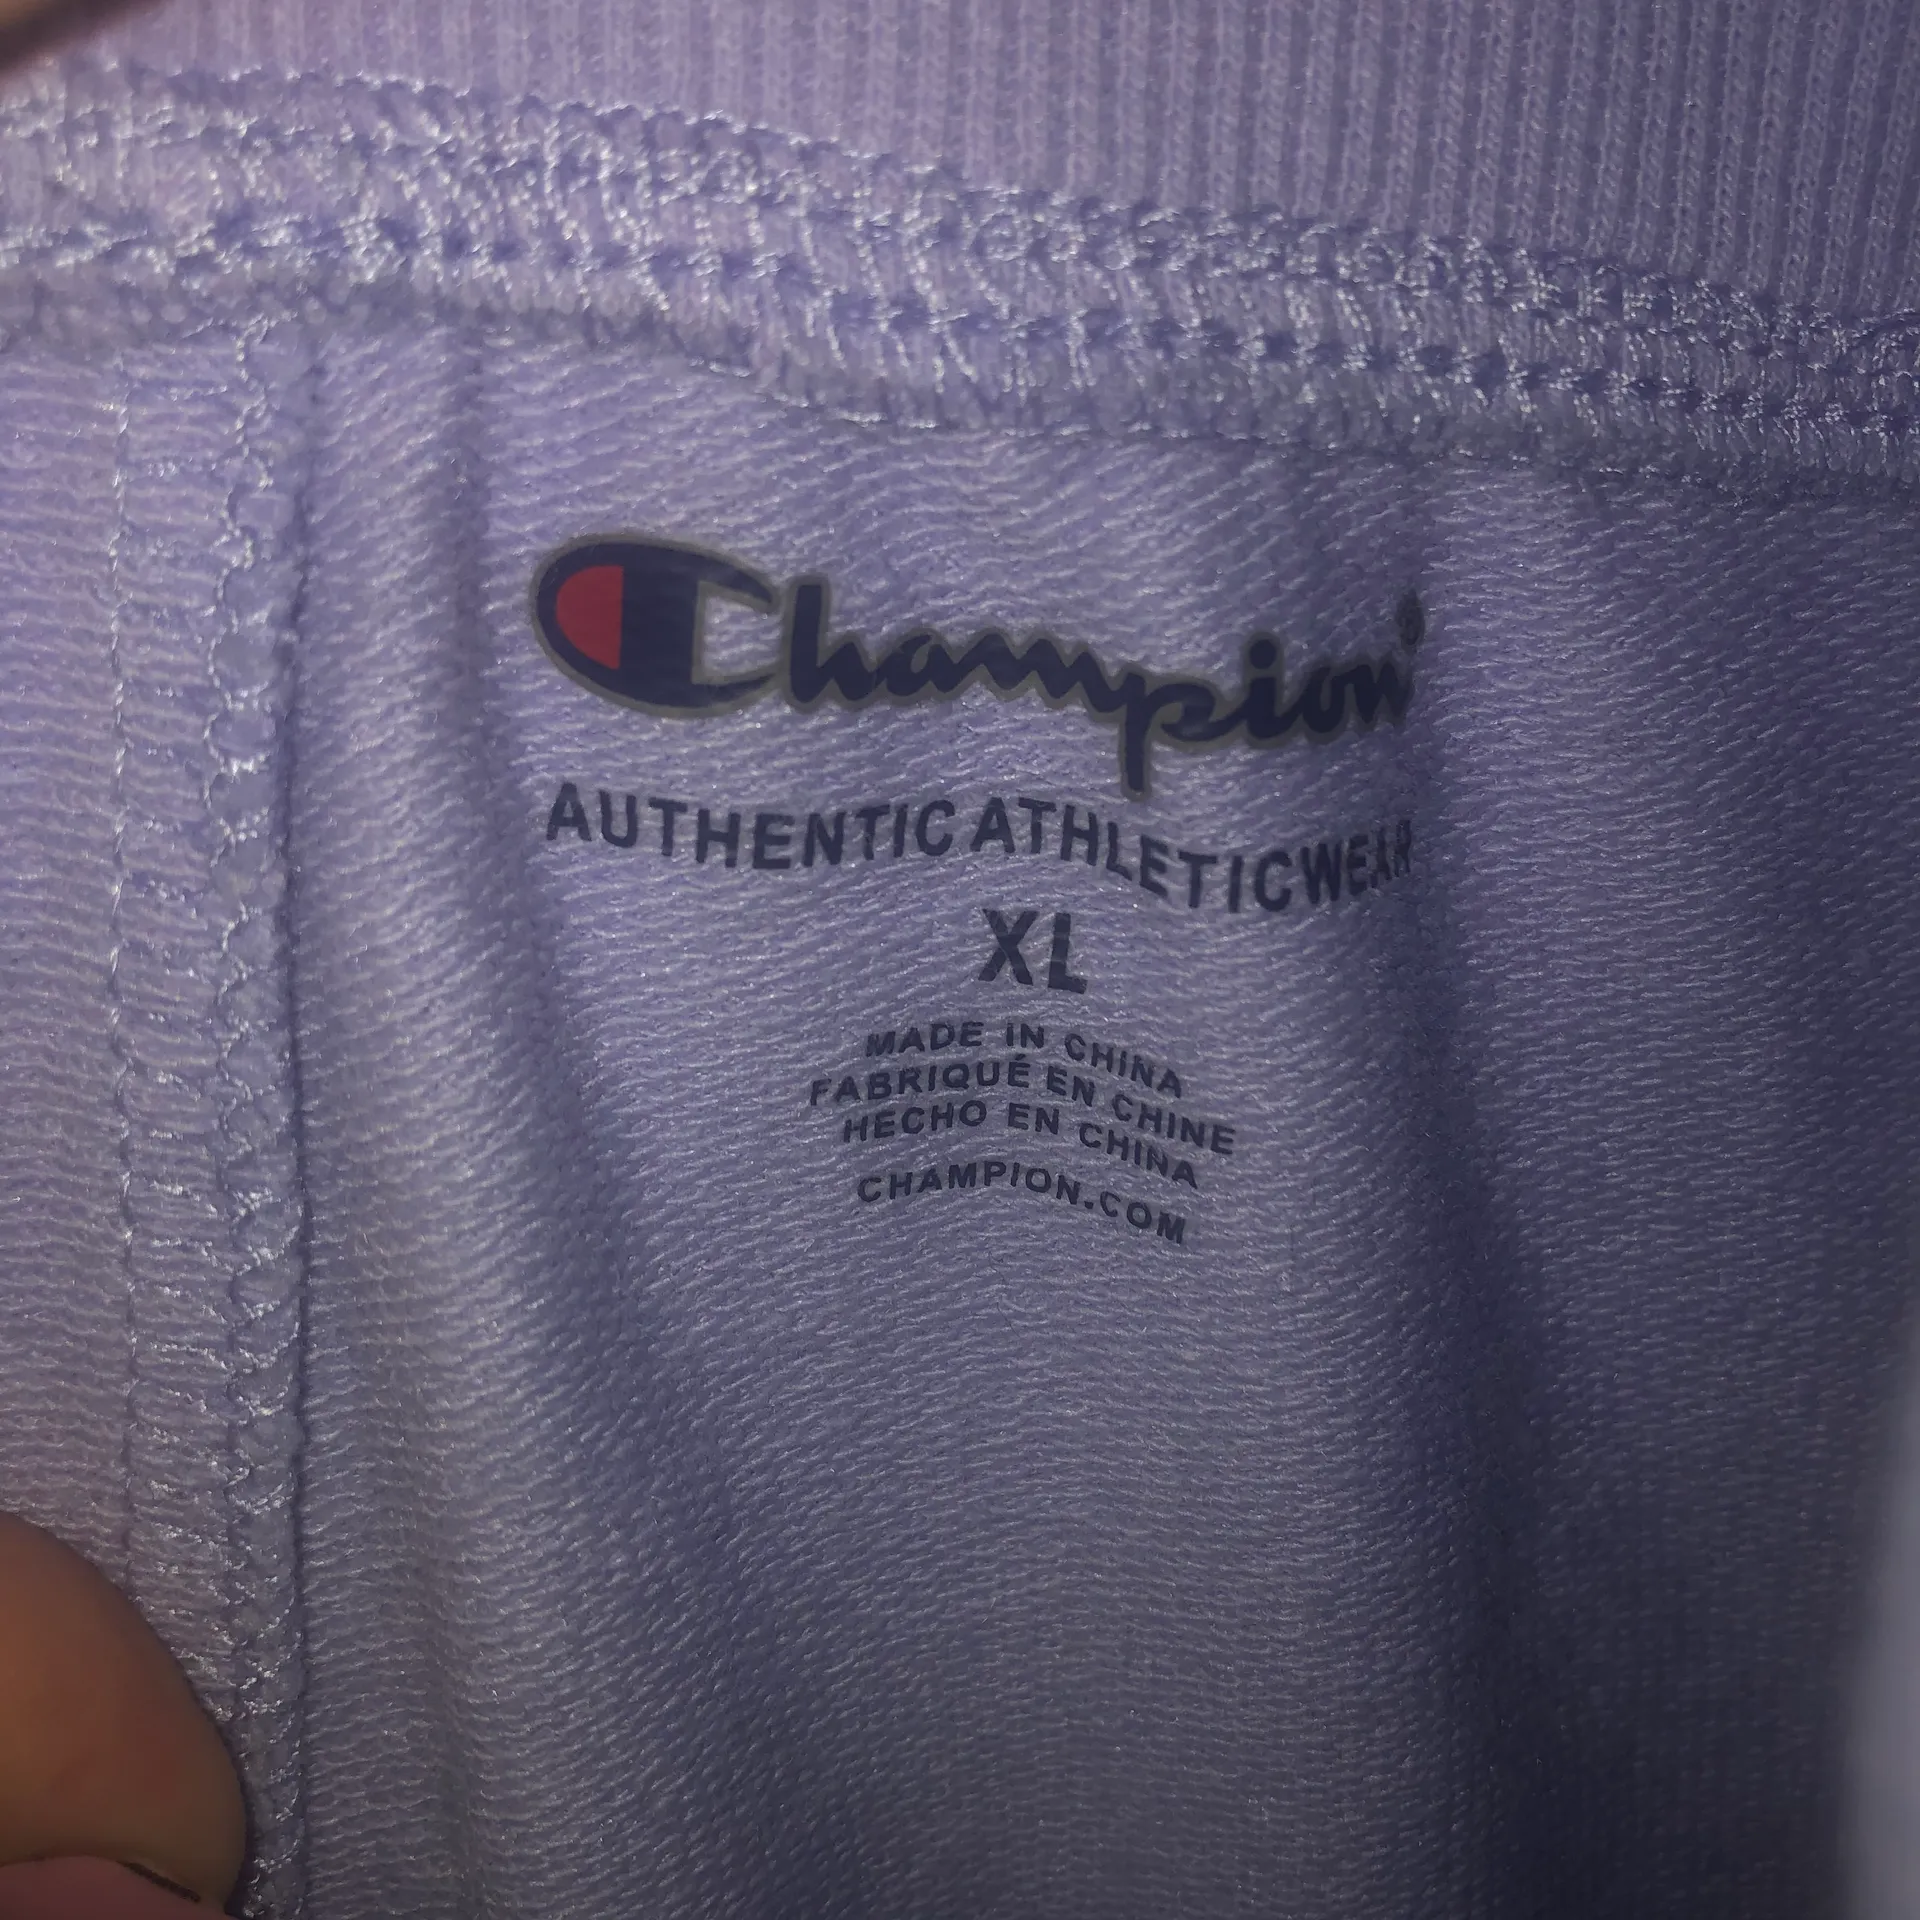 Champion®
AUTHENTIC ATHLETICWEAR
XL
MADE IN CHINA
FABRIQUÉ EN CHINE
HECHO EN CHINA
CHAMPION.COM